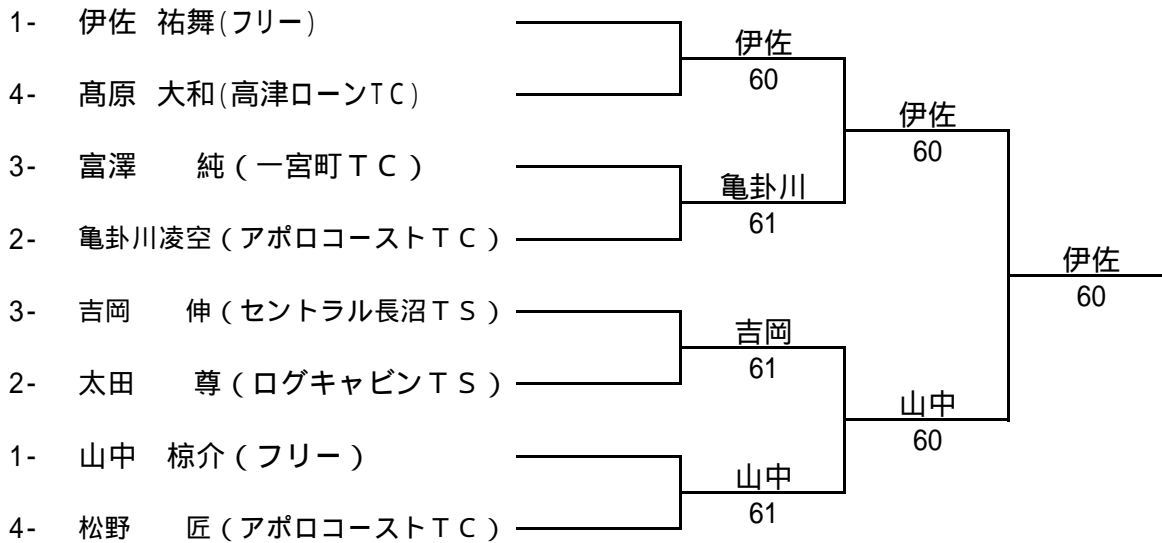 1- 伊佐 祐舞(フリー)
伊佐
60
4- 髙原 大和(高津ローンTC)
伊佐
60
3- 富澤 純(一宮町TC)
亀卦川
61
2- 亀卦川凌空(アポロコーストTC)
伊佐
60
3- 吉岡 伸(セントラル長沼TS)
吉岡
61
2- 太田 尊(ログキャビンTS)
山中
60
1- 山中 椋介(フリー)
山中
61
4- 松野 匠(アポロコーストTC)